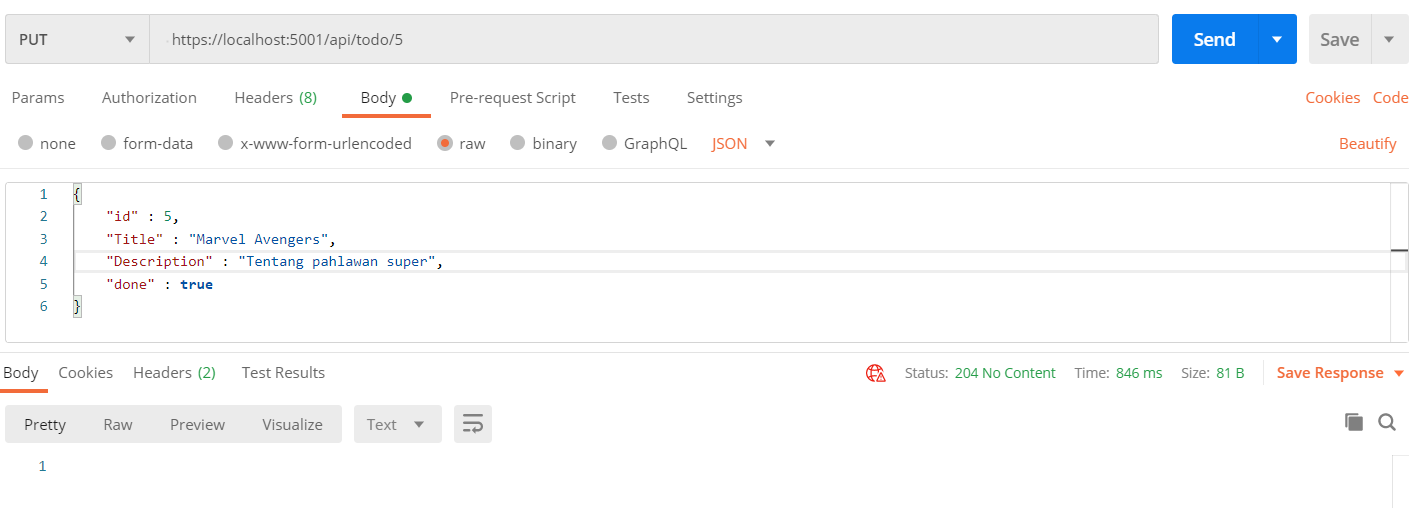 PUT https://localhost:5001/api/todo/5 Send Save
Params Authorization Headers (8) Body Pre-request Script Tests Settings Cookies Code
none form-data x-www-form-urlencoded raw binary GraphQL JSON Beautify
1 {
2 "id" : 5,
3 "Title" : "Marvel Avengers",
4 "Description" : "Tentang pahlawan super",
5 "done" : true
6 }
Body Cookies Headers (2) Test Results Status: 204 No Content Time: 846 ms Size: 81 B Save Response
Pretty Raw Preview Visualize Text
1